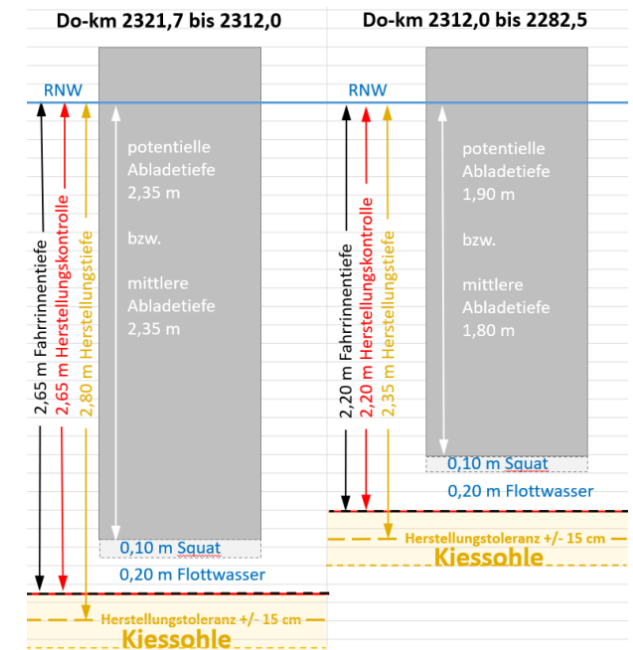 Do-km 2321,7 bis 2312,0
RNW
2,65 m Fahrrinnentiefe
2,65 m Herstellungskontrolle
2,80 m Herstellungstiefe
potentielle
Abladetiefe
2,35 m
bzw.
mittlere
Abladetiefe
2,35 m
0,10 m Squat
0,20 m Flottwasser
Herstellungstoleranz +/- 15 cm
Kiessohle
Do-km 2312,0 bis 2282,5
RNW
2,20 m Fahrrinnentiefe
2,20 m Herstellungskontrolle
2,35 m Herstellungstiefe
potentielle
Abladetiefe
1,90 m
bzw.
mittlere
Abladetiefe
1,80 m
0,10 m Squat
0,20 m Flottwasser
Herstellungstoleranz +/- 15 cm
Kiessohle